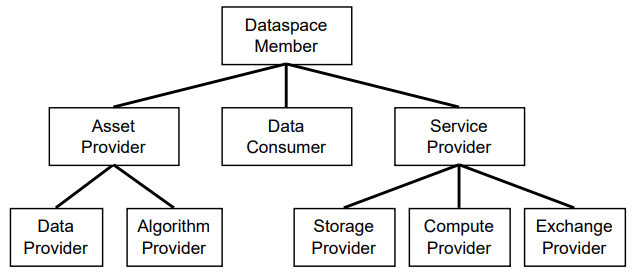 Dataspace
Member
Asset
Provider
Data
Consumer
Service
Provider
Data
Provider
Algorithm
Provider
Storage
Provider
Compute
Provider
Exchange
Provider